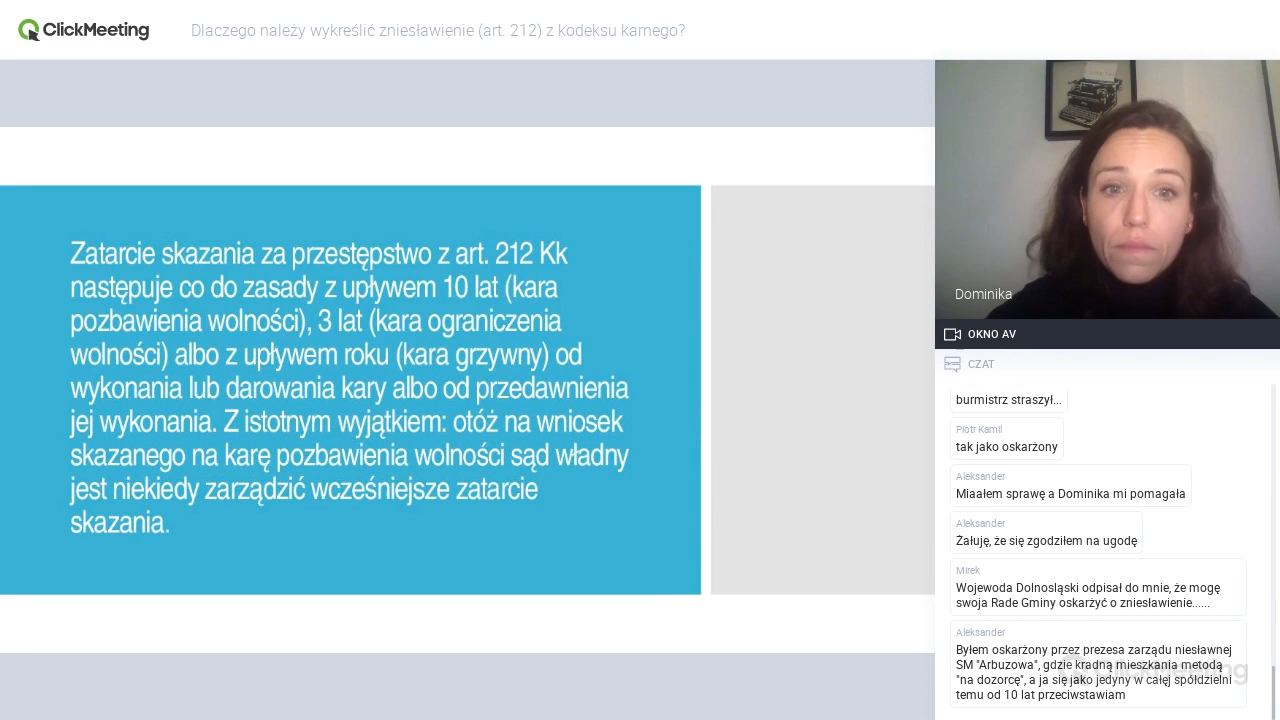 ClickMeeting
Dlaczego należy wykreślić zniesławienie (art. 212) z kodeksu karnego?
Zatarcie skazania za przestępstwo z art. 212 Kk
następuje co do zasady z upływem 10 lat (kara
pozbawienia wolności), 3 lat (kara ograniczenia
wolności) albo z upływem roku (kara grzywny) od
wykonania lub darowania kary albo od przedawnienia
jej wykonania. Z istotnym wyjątkiem: otóż na wniosek
skazanego na karę pozbawienia wolności sąd władny
jest niekiedy zarządzić wcześniejsze zatarcie
skazania.
Dominika
OKNO AV
CZAT
burmistrz straszył...
Piotr Kamil
tak jako oskarżony
Aleksander
Miaałem sprawę a Dominika mi pomagała
Aleksander
Żałuję, że się zgodziłem na ugodę
Mirek
Wojewoda Dolnosląski odpisał do mnie, że mogę
swoja Rade Gminy oskarżyć o zniesławienie......
Aleksander
Byłem oskarżony przez prezesa zarządu niesławnej
SM "Arbuzowa", gdzie kradną mieszkania metodą
"na dozorcę", a ja się jako jedyny w całej spółdzielni
temu od 10 lat przeciwstawiam
ClickMeeting